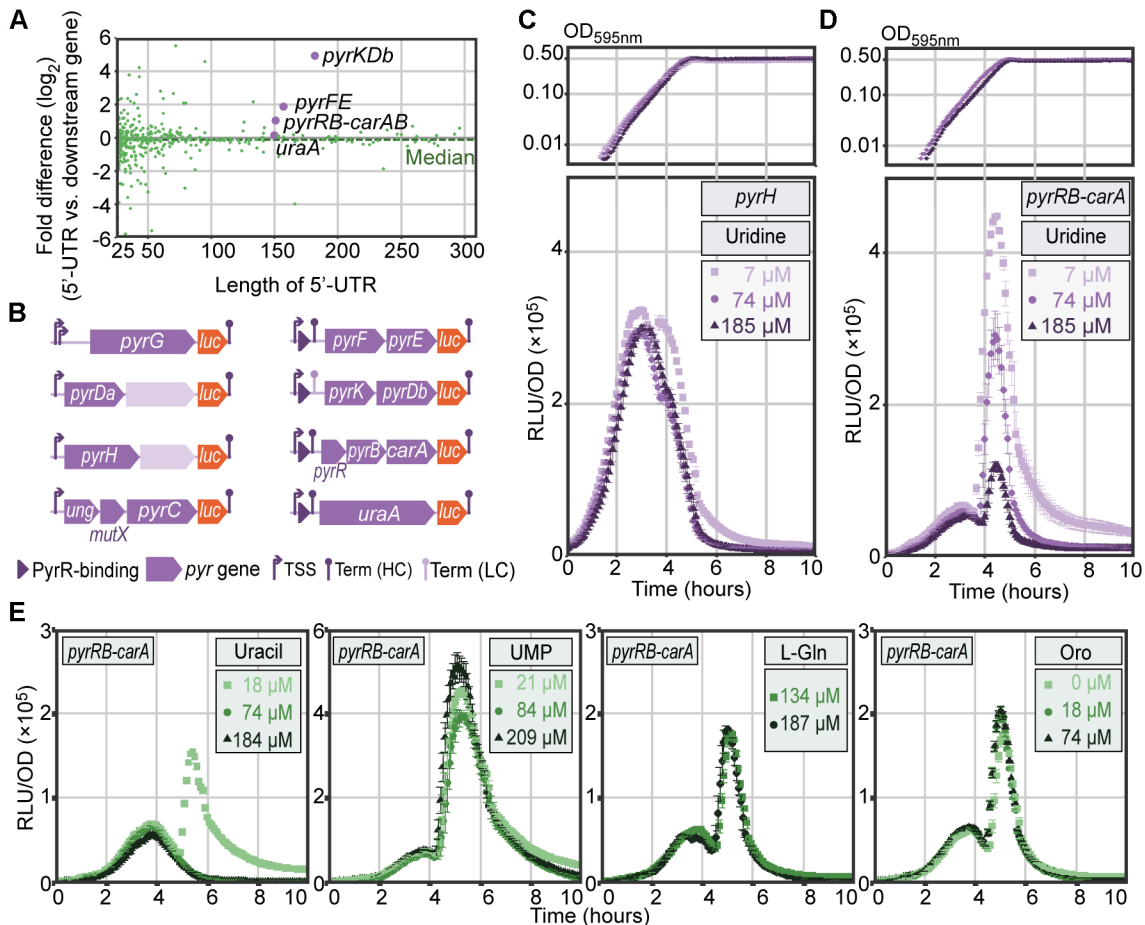 A
Fold difference (log2)
(5'-UTR vs. downstream gene)
6
4
2
0
-2
-4
-6
pyrKDb
pyrFE
pyrRB-carAB
uraA
Median
25 50 100 150 200 250 300
Length of 5'-UTR
B
pyrG luc
pyrF pyrE luc
pyrDa luc
pyrK pyrDb luc
pyrH luc
pyrB carA luc
pyrR
ung pyrC luc
mutX
uraA luc
PyrR-binding pyr gene TSS Term (HC) Term (LC)
C
OD595nm
0.50
0.10
0.01
pyrH
Uridine
7 µM
74 µM
185 µM
RLU/OD (×10⁵)
4
2
0
0 2 4 6 8 10
Time (hours)
D
OD595nm
0.50
0.10
0.01
pyrRB-carA
Uridine
7 µM
74 µM
185 µM
RLU/OD (×10⁵)
4
2
0
0 2 4 6 8 10
Time (hours)
E
RLU/OD (×10⁵)
3
2
1
0
pyrRB-carA
Uracil
18 µM
74 µM
184 µM
0 2 4 6 8 10
6
4
2
0
pyrRB-carA
UMP
21 µM
84 µM
209 µM
0 2 4 6 8 10
3
2
1
0
pyrRB-carA
L-Gln
134 µM
187 µM
0 2 4 6 8 10
3
2
1
0
pyrRB-carA
Oro
0 µM
18 µM
74 µM
0 2 4 6 8 10
Time (hours)